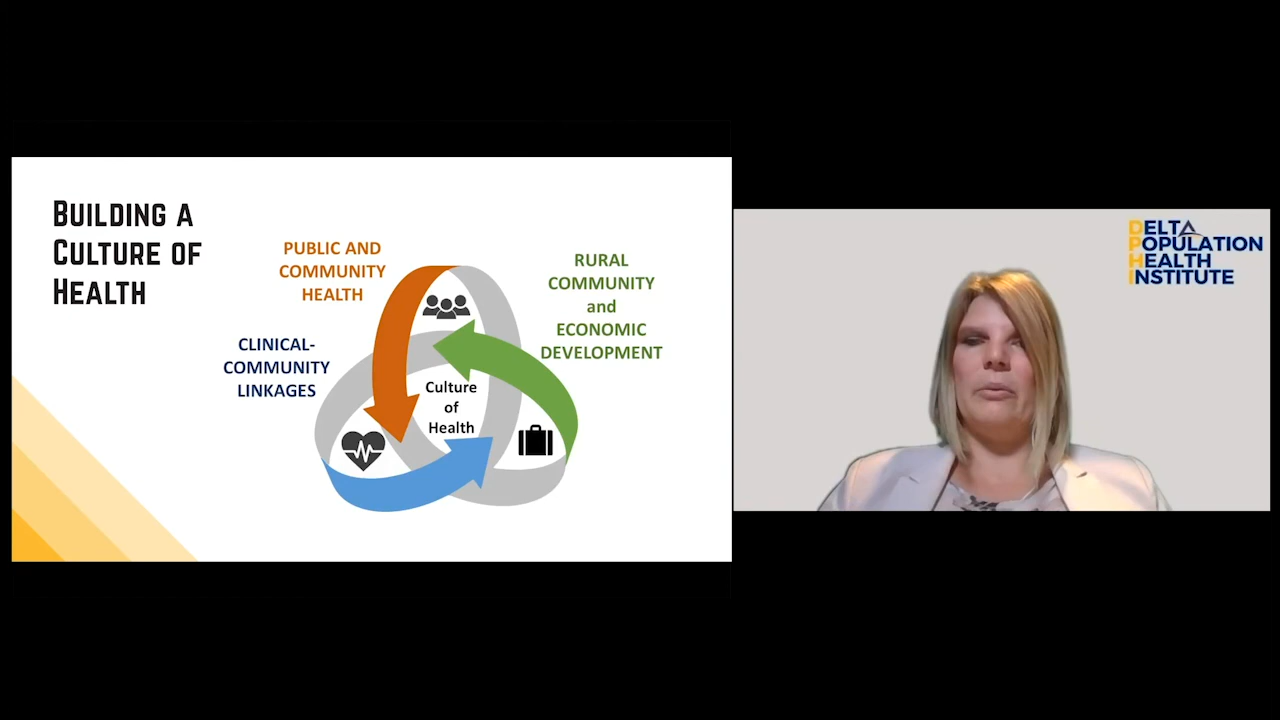 BUILDING A
CULTURE OF
HEALTH
PUBLIC AND
COMMUNITY
HEALTH
CLINICAL-
COMMUNITY
LINKAGES
RURAL
COMMUNITY
and
ECONOMIC
DEVELOPMENT
Culture
of
Health
DELTA
POPULATION
HEALTH
INSTITUTE